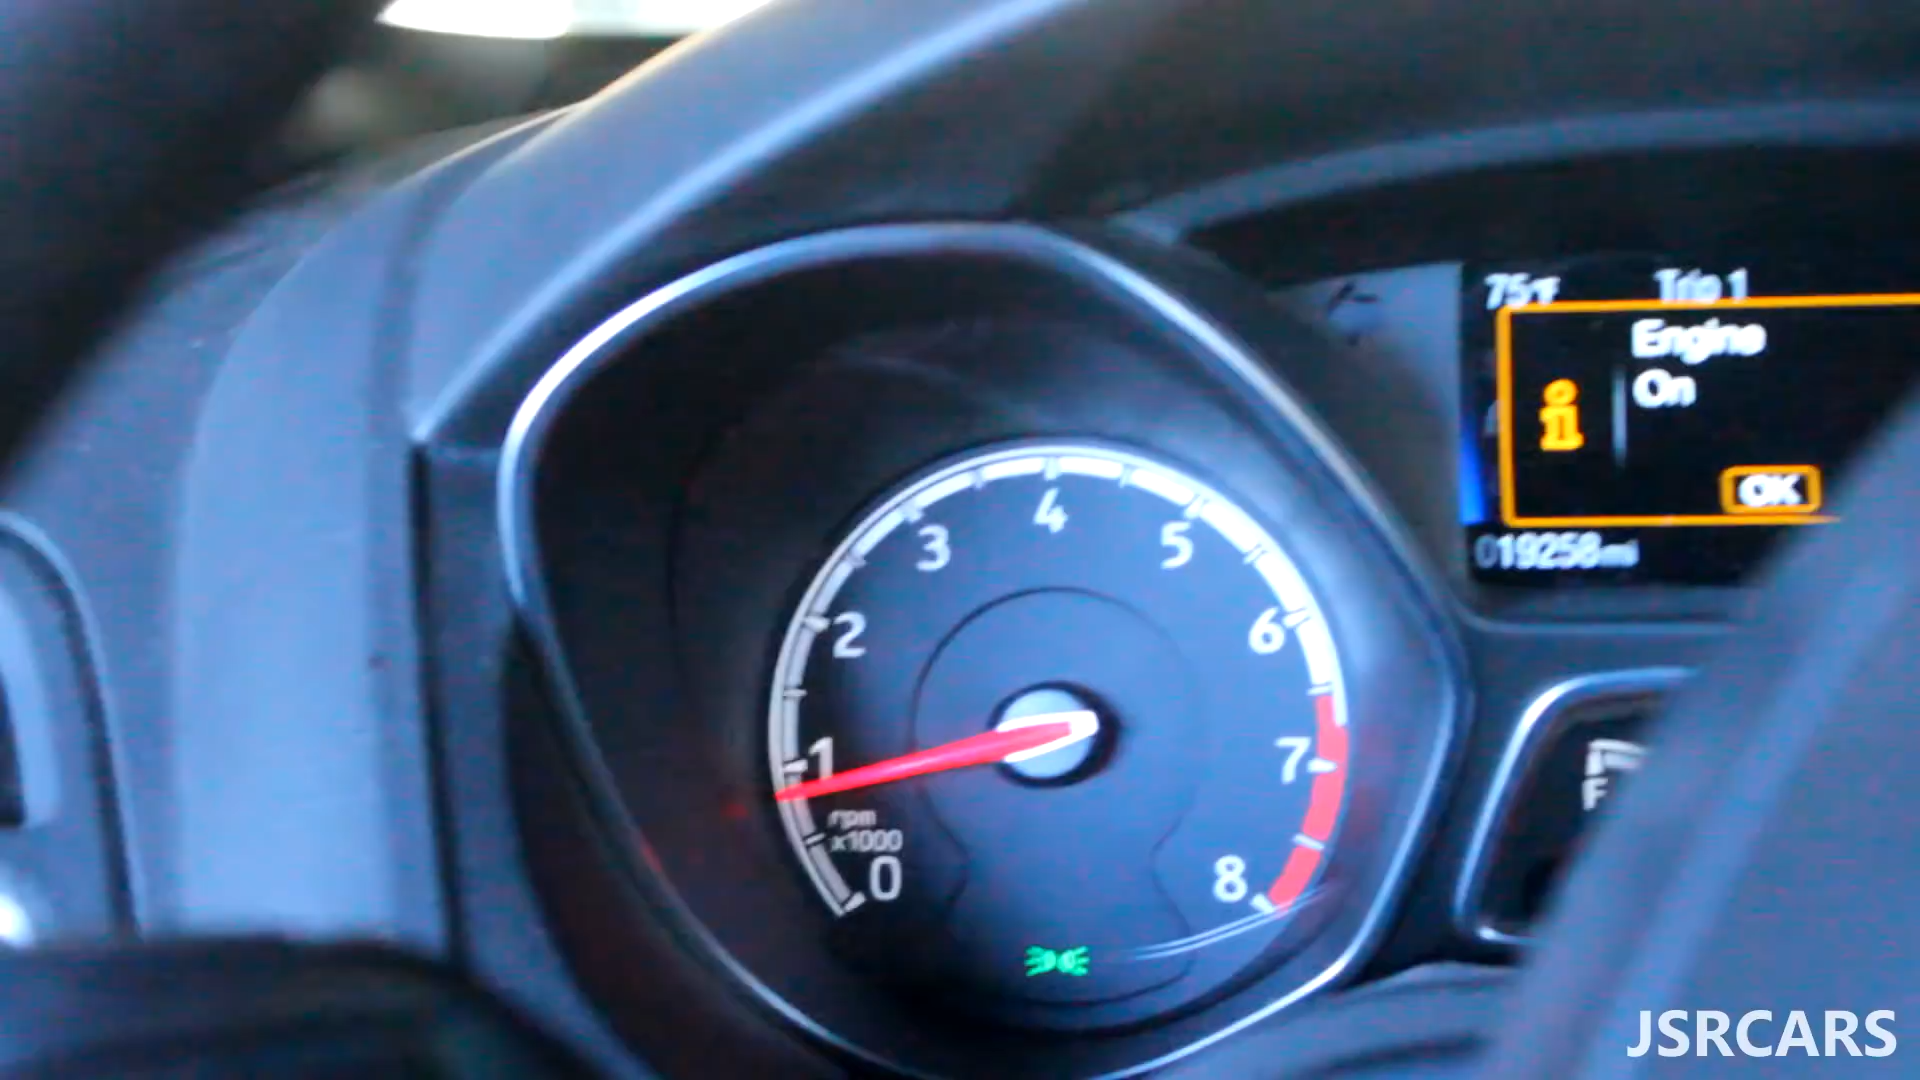 75°F Trip 1
Engine
On
OK
019258mi
4
3
5
2
6
1
7
rpm
x1000
0
8
F
JSRCARS